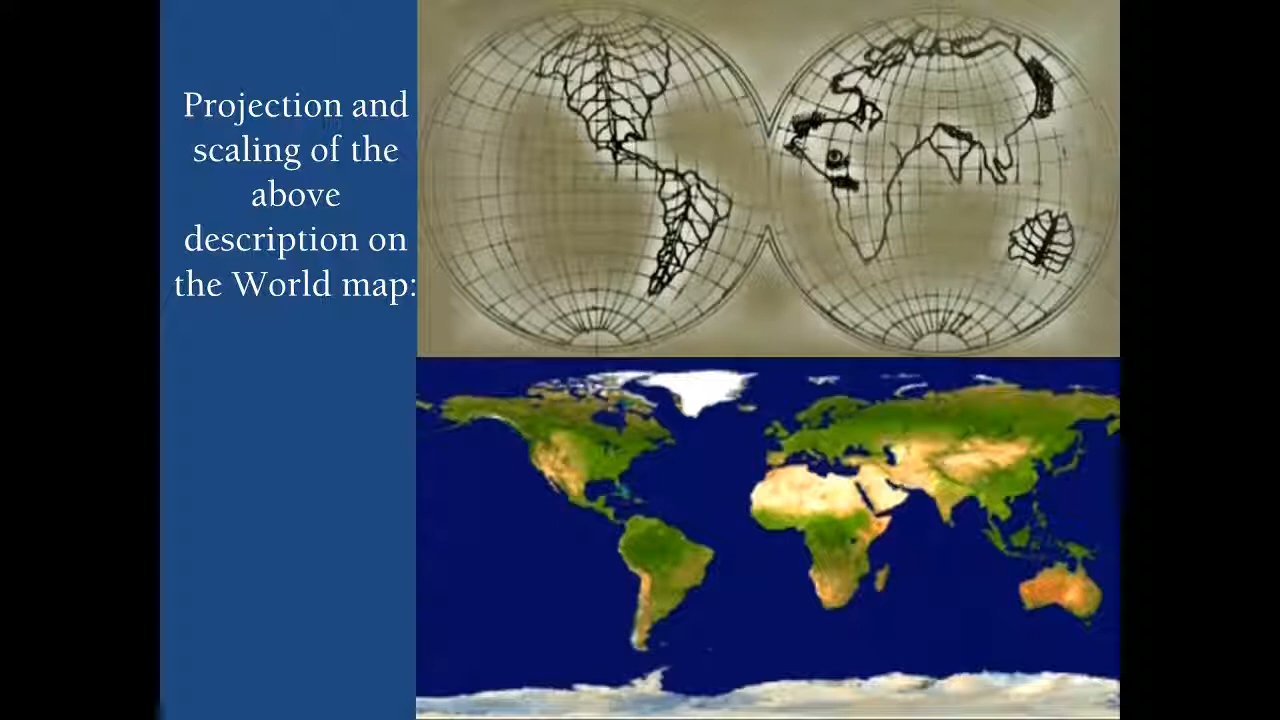 Projection and
scaling of the
above
description on
the World map: